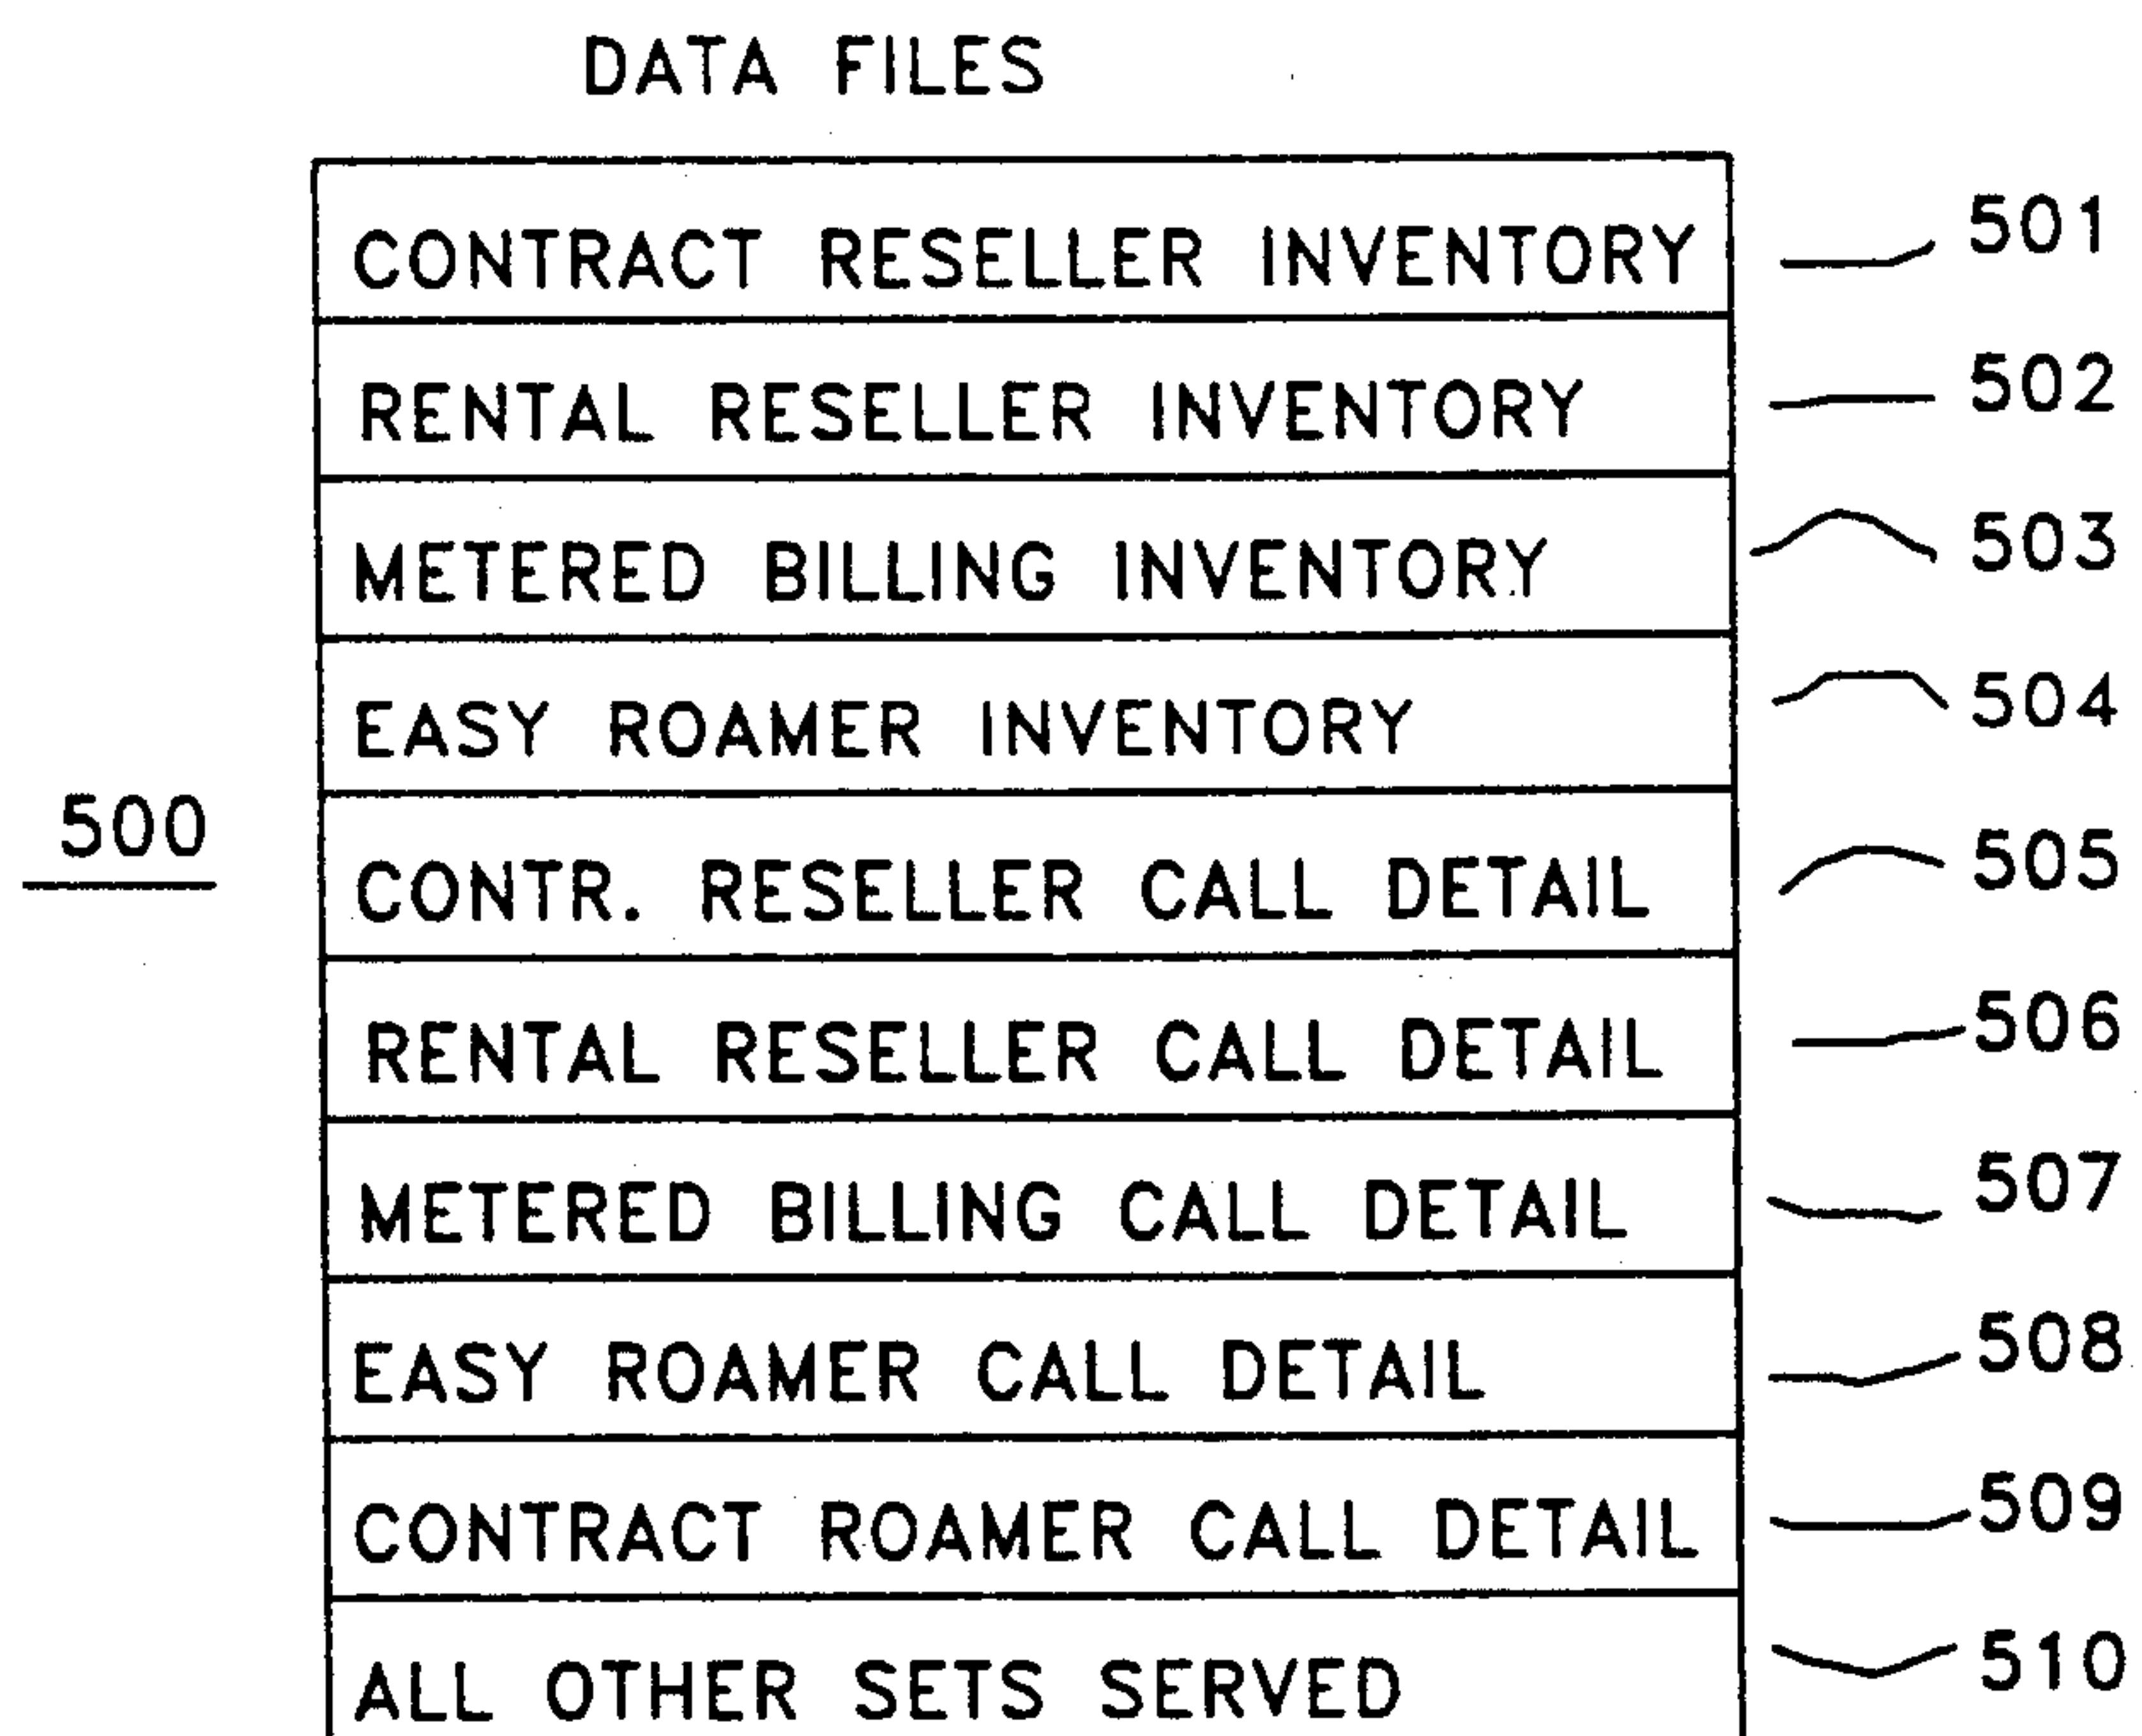 DATA FILES
CONTRACT RESELLER INVENTORY 501
RENTAL RESELLER INVENTORY 502
METERED BILLING INVENTORY 503
EASY ROAMER INVENTORY 504
500
CONTR. RESELLER CALL DETAIL 505
RENTAL RESELLER CALL DETAIL 506
METERED BILLING CALL DETAIL 507
EASY ROAMER CALL DETAIL 508
CONTRACT ROAMER CALL DETAIL 509
ALL OTHER SETS SERVED 510